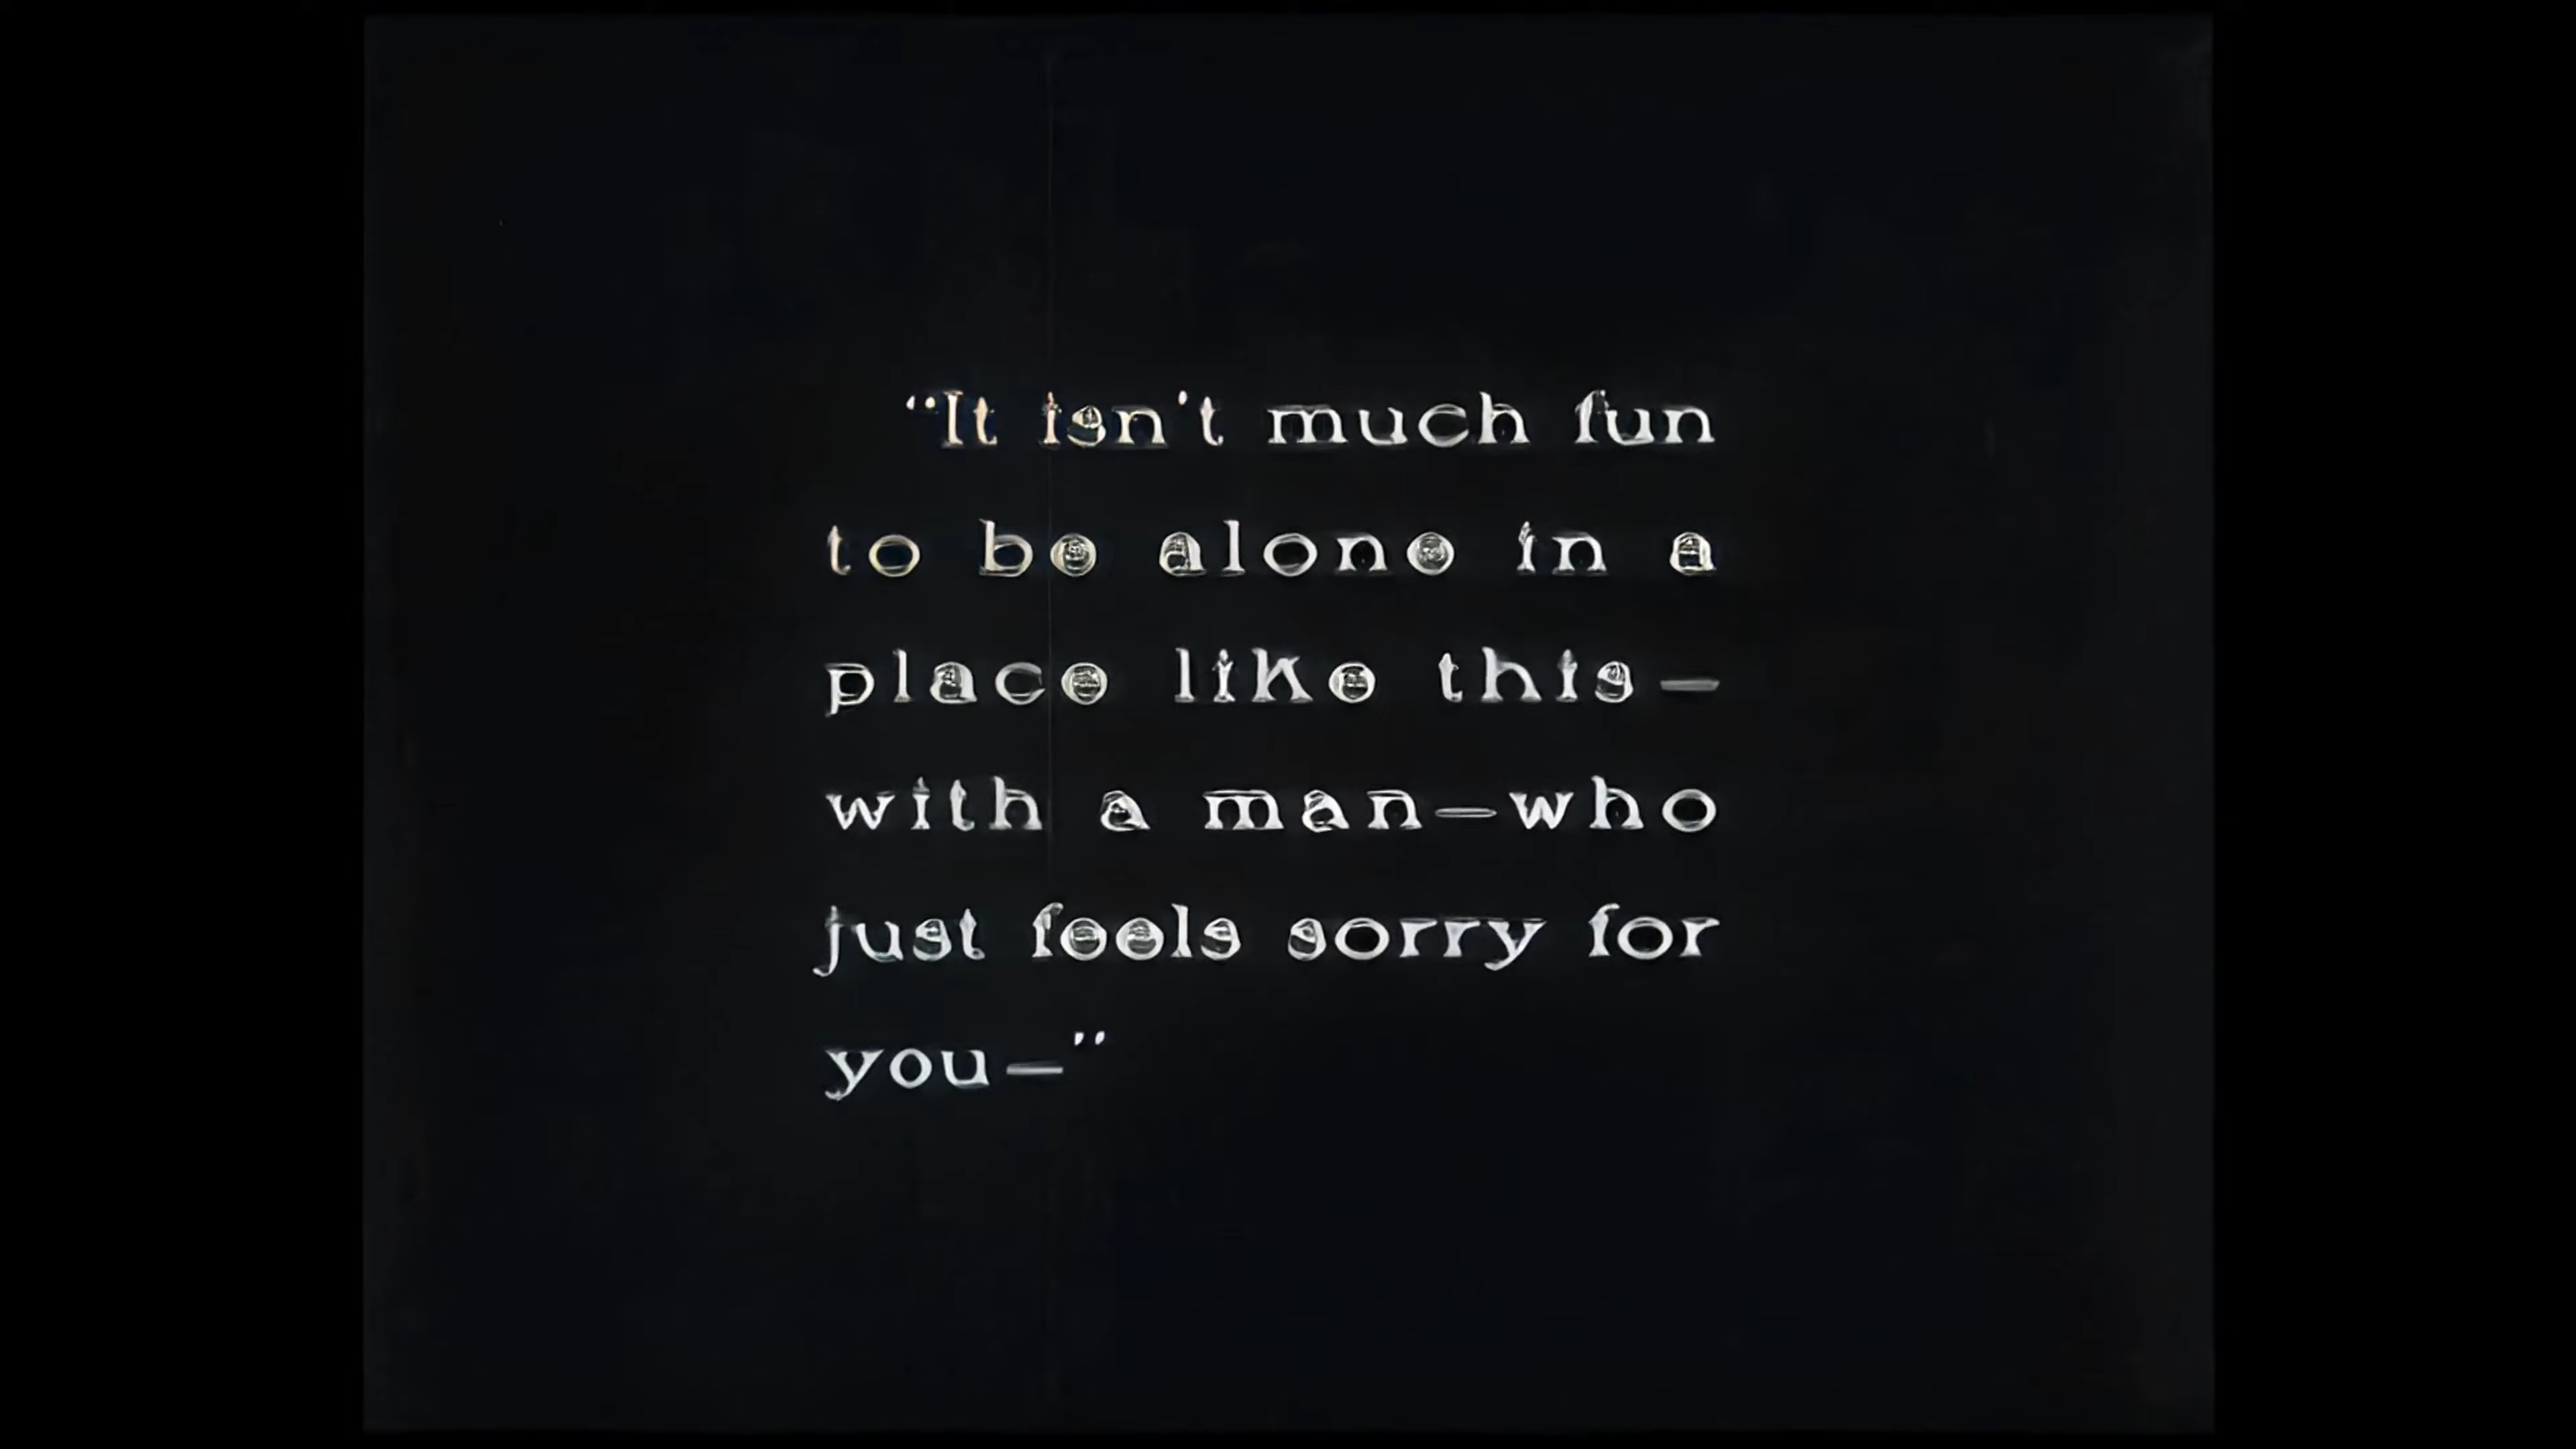 “It isn't much fun
to be alone in a
place like this—
with a man—who
just feels sorry for
you—”